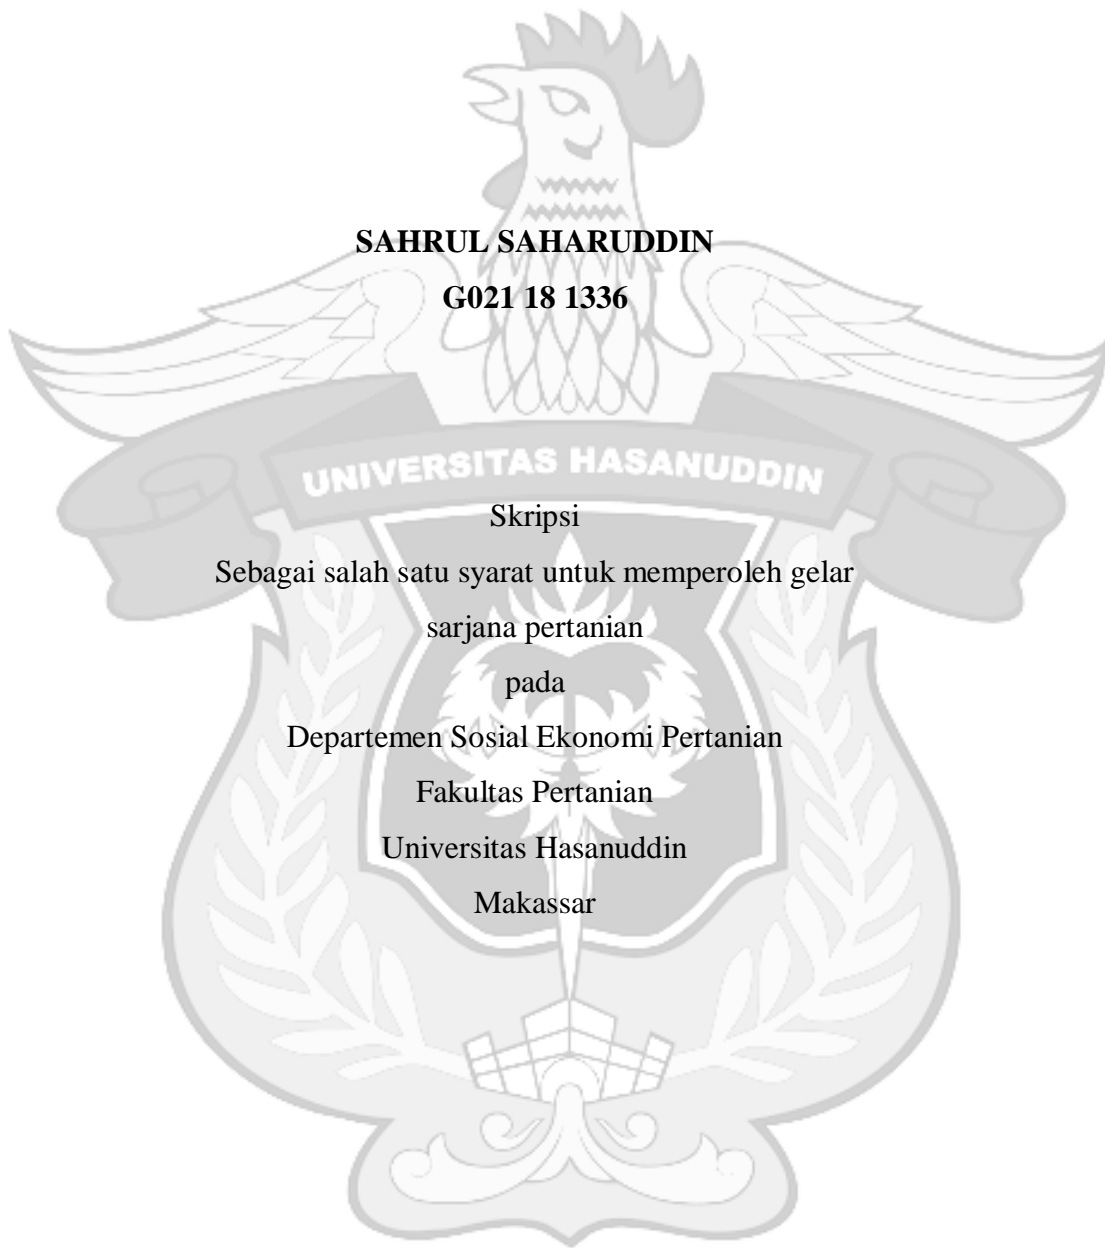 SAHRUL SAHARUDDIN
G021 18 1336
UNIVERSITAS HASANUDDIN
Skripsi
Sebagai salah satu syarat untuk memperoleh gelar
sarjana pertanian
pada
Departemen Sosial Ekonomi Pertanian
Fakultas Pertanian
Universitas Hasanuddin
Makassar